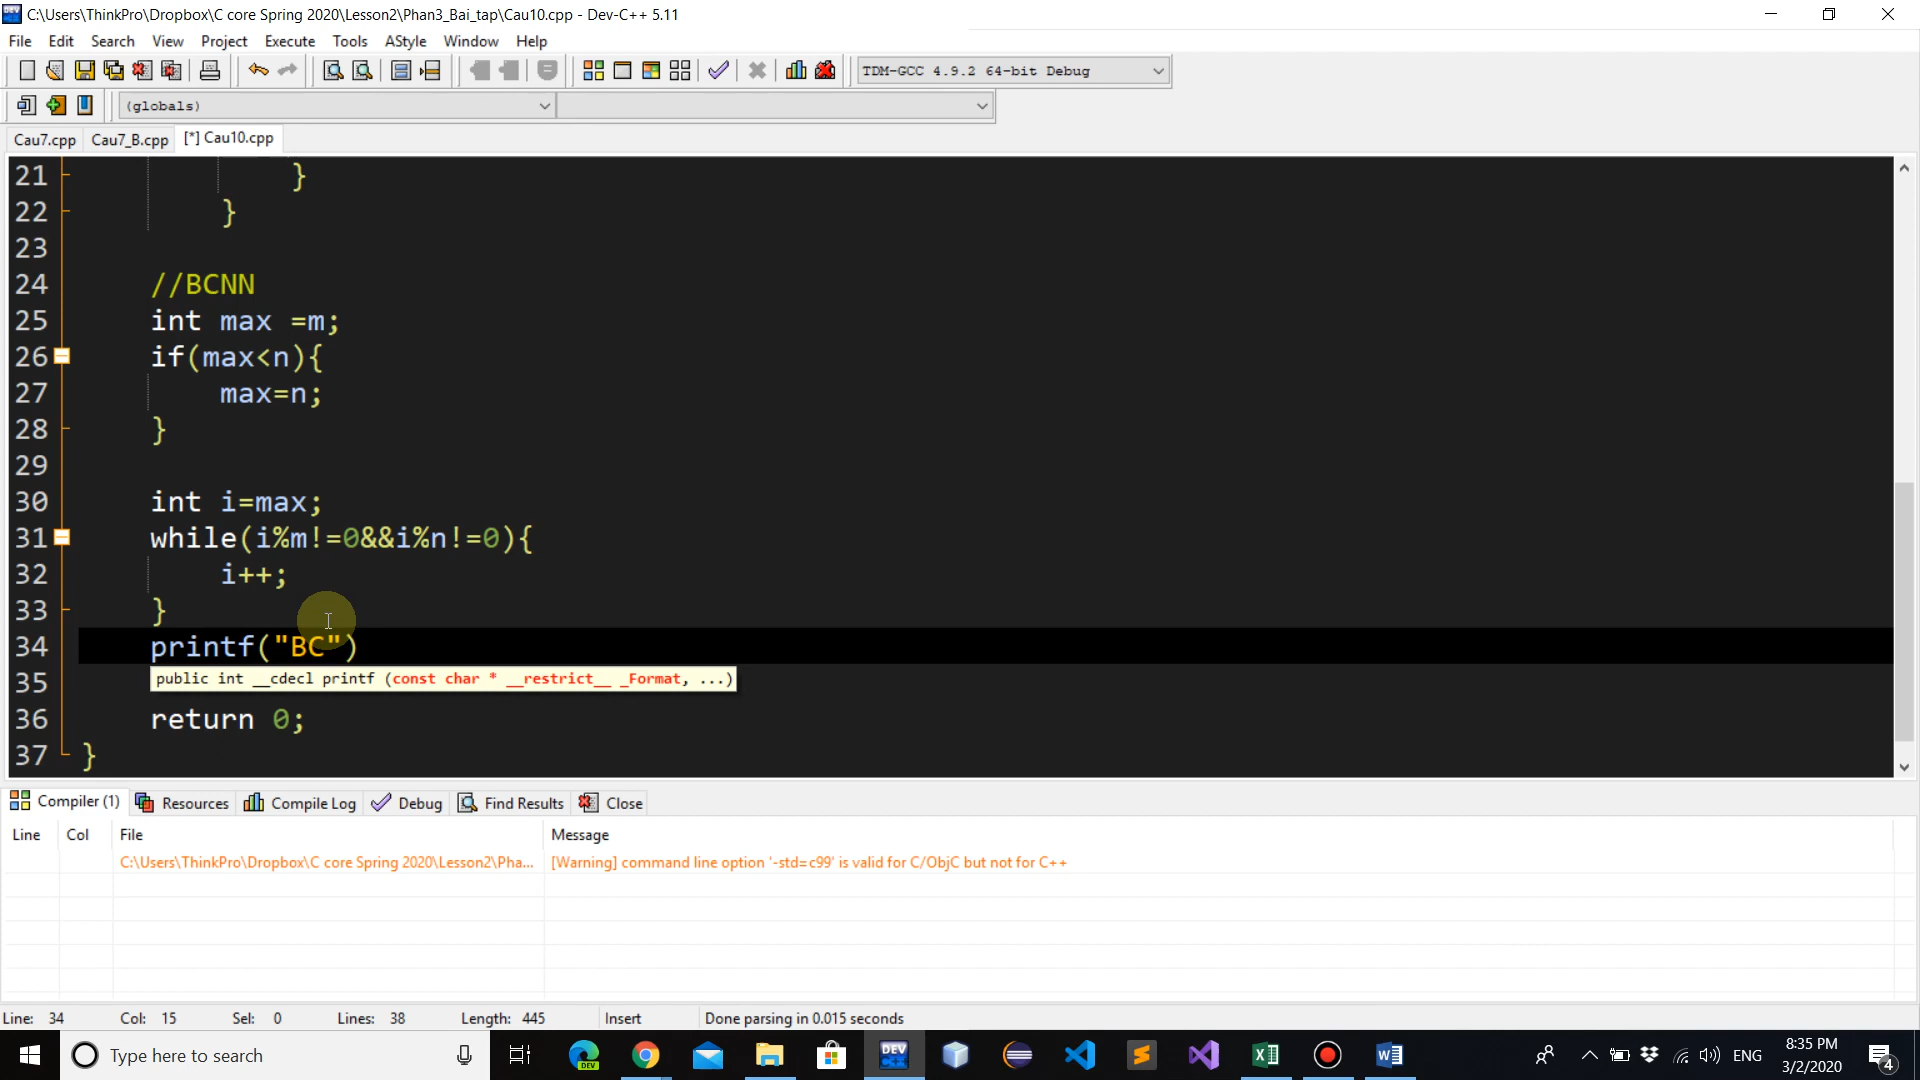 C:\Users\ThinkPro\Dropbox\C core Spring 2020\Lesson2\Phan3_Bai_tap\Cau10.cpp - Dev-C++ 5.11
File Edit Search View Project Execute Tools AStyle Window Help
TDM-GCC 4.9.2 64-bit Debug
(globals)
Cau7.cpp Cau7_B.cpp [*] Cau10.cpp
21 }
22 }
23
24 //BCNN
25 int max =m;
26 if(max<n){
27 max=n;
28 }
29
30 int i=max;
31 while(i%m!=0&&i%n!=0){
32 i++;
33 }
34 printf("BC")
35 public int __cdecl printf (const char * __restrict__ _Format, ...)
36 return 0;
37 }
Compiler (1) Resources Compile Log Debug Find Results Close
Line Col File Message
C:\Users\ThinkPro\Dropbox\C core Spring 2020\Lesson2\Pha... [Warning] command line option '-std=c99' is valid for C/ObjC but not for C++
Line: 34 Col: 15 Sel: 0 Lines: 38 Length: 445 Insert Done parsing in 0.015 seconds
Type here to search
DEV
DEV
ENG
8:35 PM
3/2/2020
4